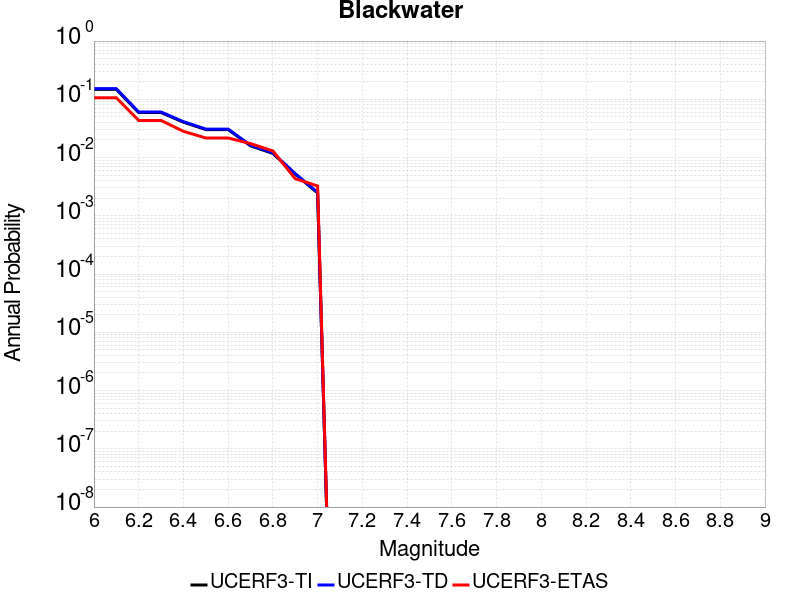 Blackwater
Annual Probability
10^0
10^-1
10^-2
10^-3
10^-4
10^-5
10^-6
10^-7
10^-8
6 6.2 6.4 6.6 6.8 7 7.2 7.4 7.6 7.8 8 8.2 8.4 8.6 8.8 9
Magnitude
UCERF3-TI UCERF3-TD UCERF3-ETAS